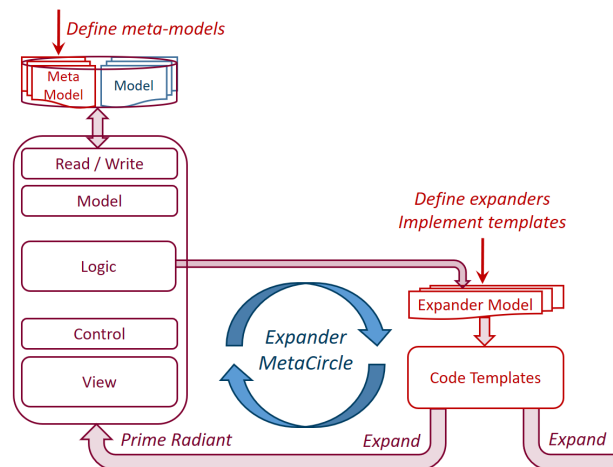 Define meta-models
Meta
Model
Model
Read / Write
Model
Define expanders
Implement templates
Logic
Expander Model
Expander
MetaCircle
Control
View
Code Templates
Prime Radiant
Expand
Expand